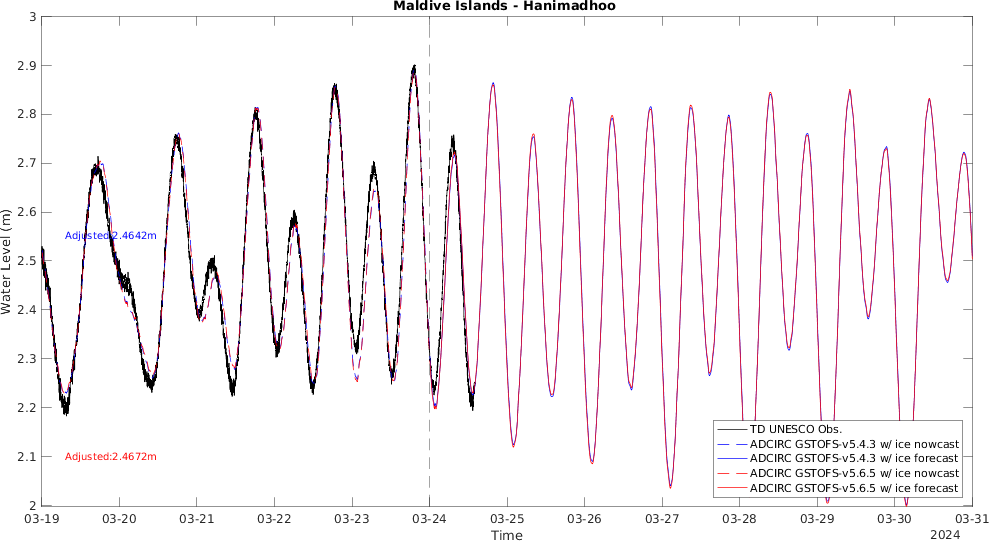 Maldive Islands - Hanimadhoo
Water Level (m)
3
2.9
2.8
2.7
2.6
2.5
2.4
2.3
2.2
2.1
2
Adjusted:2.4642m
Adjusted:2.4672m
TD UNESCO Obs.
ADCIRC GSTOFS-v5.4.3 w/ ice nowcast
ADCIRC GSTOFS-v5.4.3 w/ ice forecast
ADCIRC GSTOFS-v5.6.5 w/ ice nowcast
ADCIRC GSTOFS-v5.6.5 w/ ice forecast
03-19 03-20 03-21 03-22 03-23 03-24 03-25 03-26 03-27 03-28 03-29 03-30 03-31
Time
2024